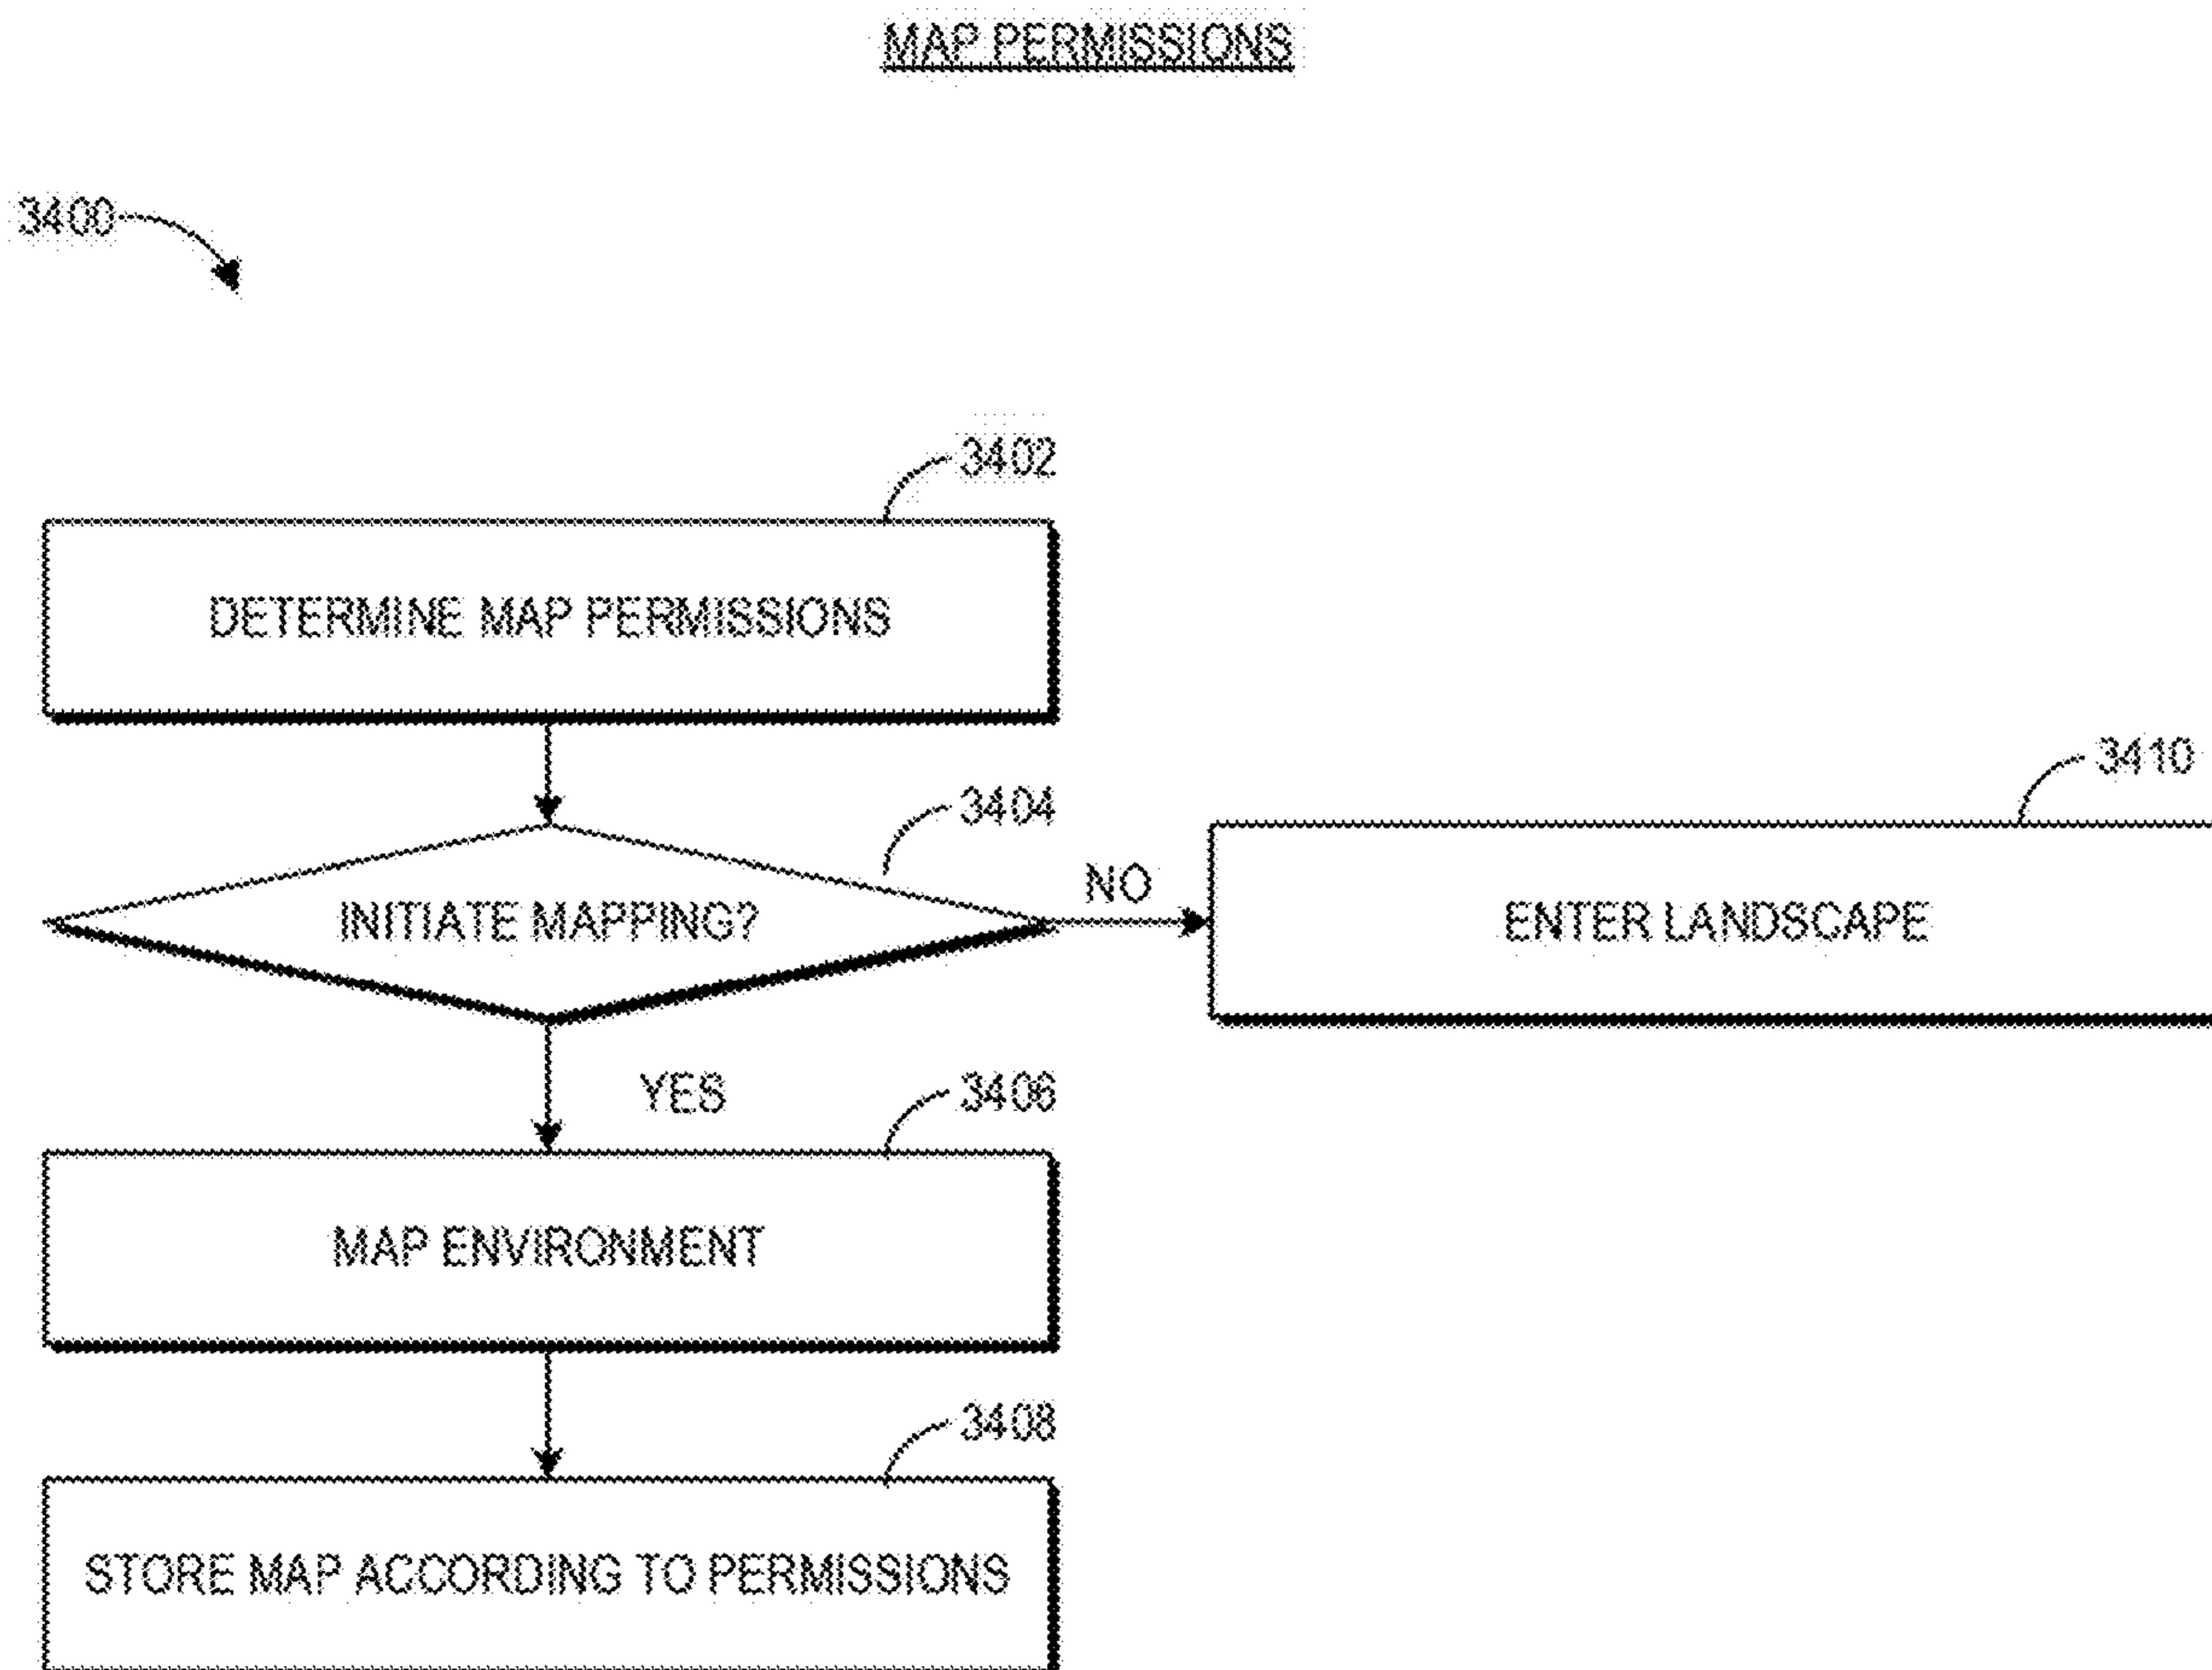 MAP PERMISSIONS
3400
3402
DETERMINE MAP PERMISSIONS
3404
INITIATE MAPPING?
NO
3410
ENTER LANDSCAPE
YES
3406
MAP ENVIRONMENT
3408
STORE MAP ACCORDING TO PERMISSIONS